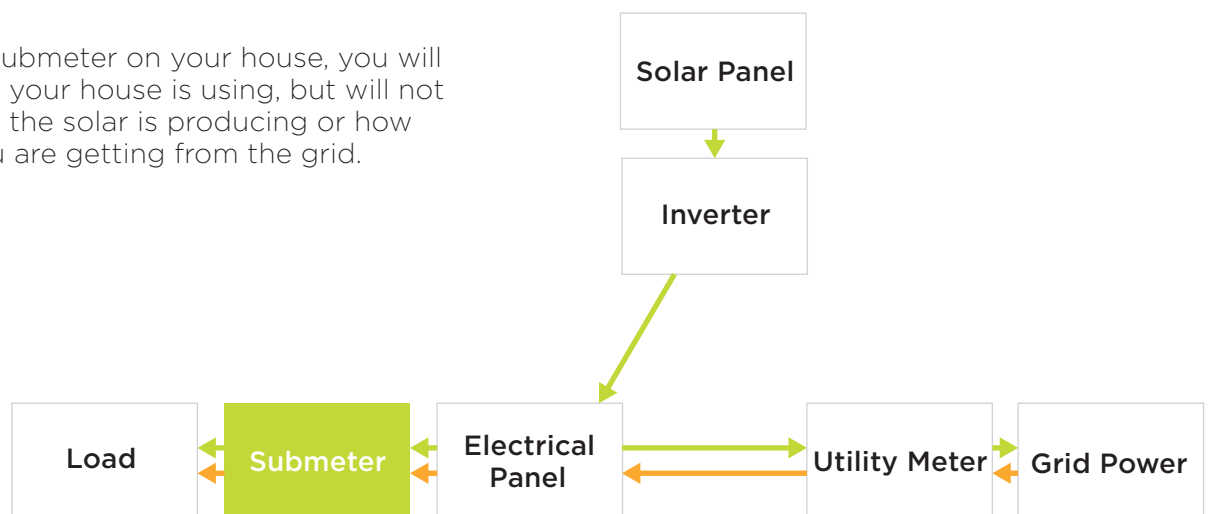 ubmeter on your house, you will
your house is using, but will not
the solar is producing or how
are getting from the grid.
Solar Panel
Inverter
Load
Submeter
Electrical
Panel
Utility Meter
Grid Power